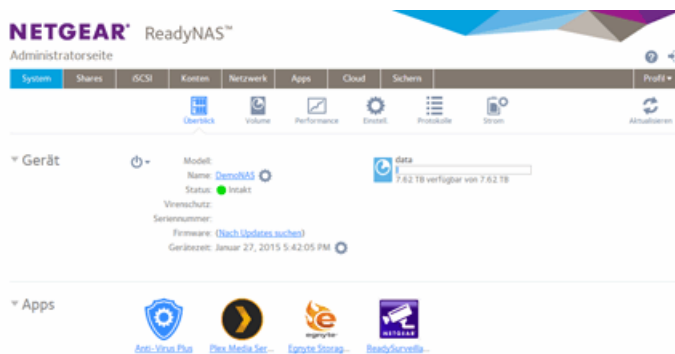 NETGEAR® ReadyNAS™
Administratorseite
System Shares iSCSI Konten Netzwerk Apps Cloud Sichern Profil
Überblick Volume Performance Einstell. Protokolle Strom Aktualisieren
Gerät
Modell:
Name: DemoNAS
Status: Intakt
Virenschutz:
Seriennummer:
Firmware: (Nach Updates suchen)
Gerätezeit: Januar 27, 2015 5:42:05 PM
data
7.62 TB verfügbar von 7.62 TB
Apps
egnyte
NETGEAR
Anti-Virus Plus Plex Media Ser... Egnyte Storag... ReadySurveilla...